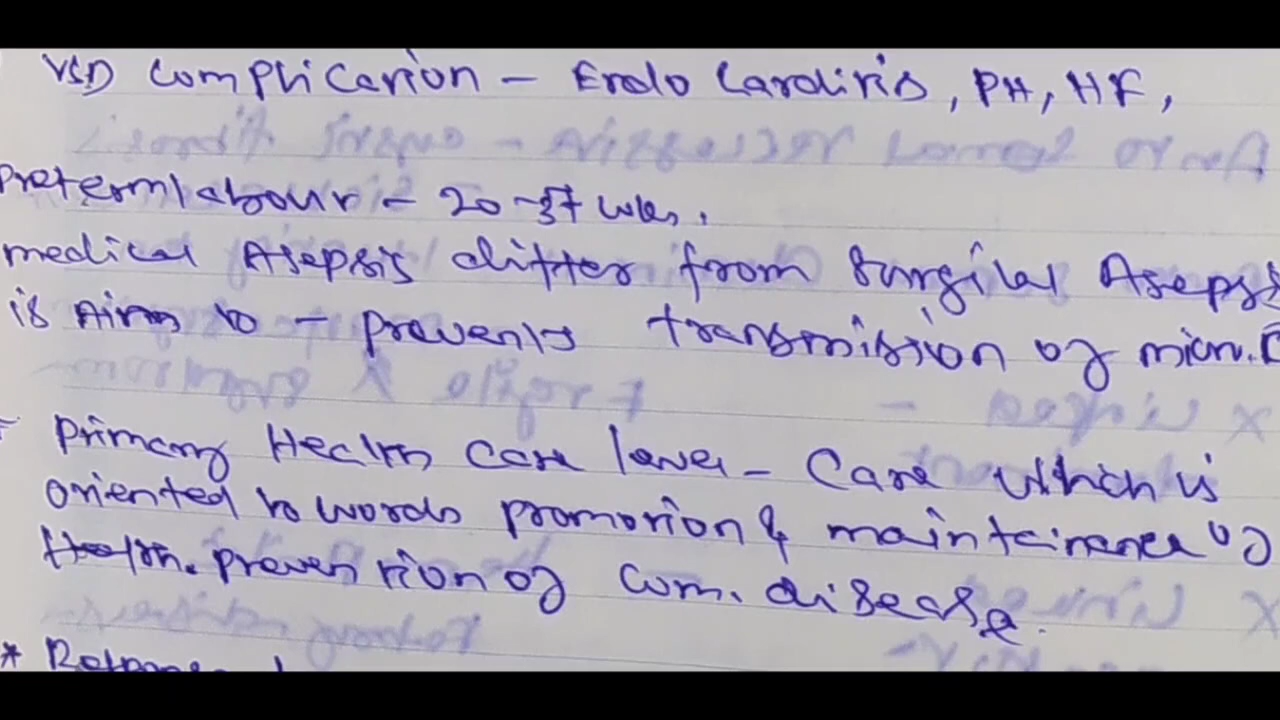 VSD Complication - Endo Carditis, PH, HF,
Preterm labour - 20-37 wks.
medical Asepsis differ from Surgical Asepsis
is Aim to - prevents transmission of micro.
Primary Health Care level - Care which is
oriented towards promotion & maintainence of
Health. prevention of Com. disease.
*